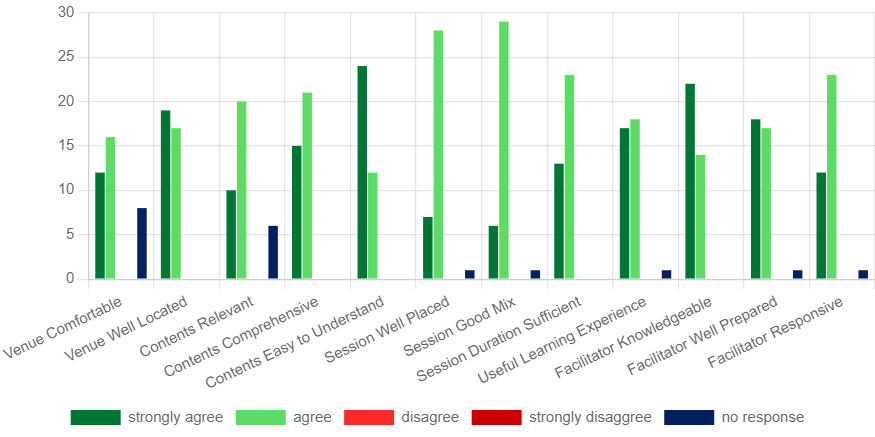 30
25
20
15
10
5
0
Venue Comfortable
Venue Well Located
Contents Relevant
Contents Comprehensive
Contents Easy to Understand
Session Well Placed
Session Good Mix
Session Duration Sufficient
Useful Learning Experience
Facilitator Knowledgeable
Facilitator Well Prepared
Facilitator Responsive
strongly agree agree disagree strongly disaggree no response